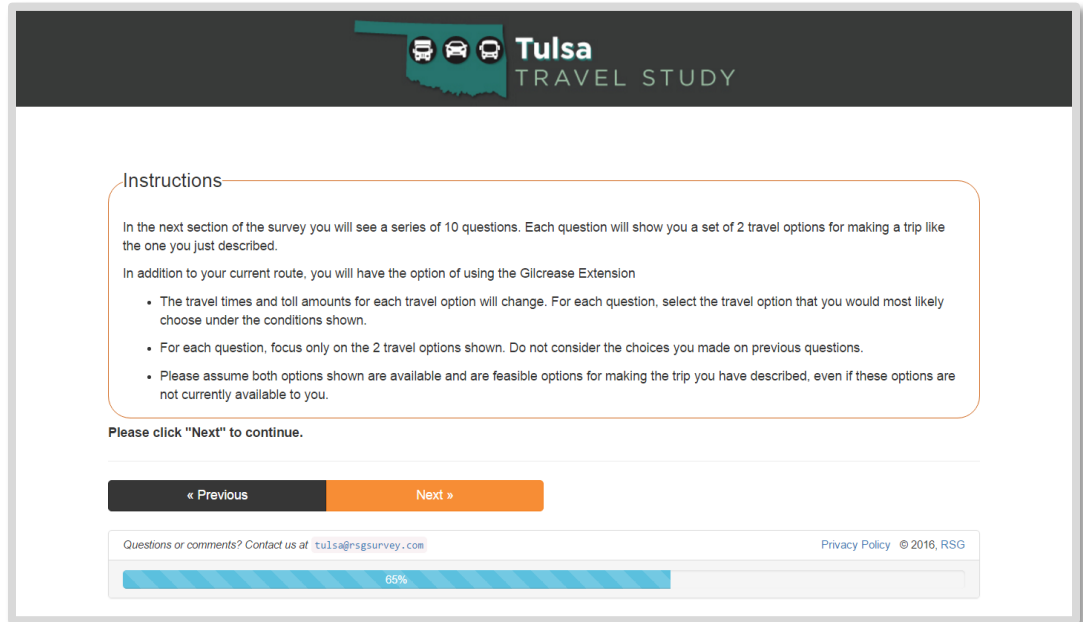 Tulsa
TRAVEL STUDY
Instructions
In the next section of the survey you will see a series of 10 questions. Each question will show you a set of 2 travel options for making a trip like
the one you just described.
In addition to your current route, you will have the option of using the Gilcrease Extension
• The travel times and toll amounts for each travel option will change. For each question, select the travel option that you would most likely
choose under the conditions shown.
• For each question, focus only on the 2 travel options shown. Do not consider the choices you made on previous questions.
• Please assume both options shown are available and are feasible options for making the trip you have described, even if these options are
not currently available to you.
Please click "Next" to continue.
« Previous Next »
Questions or comments? Contact us at tulsa@rsgsurvey.com Privacy Policy © 2016, RSG
65%